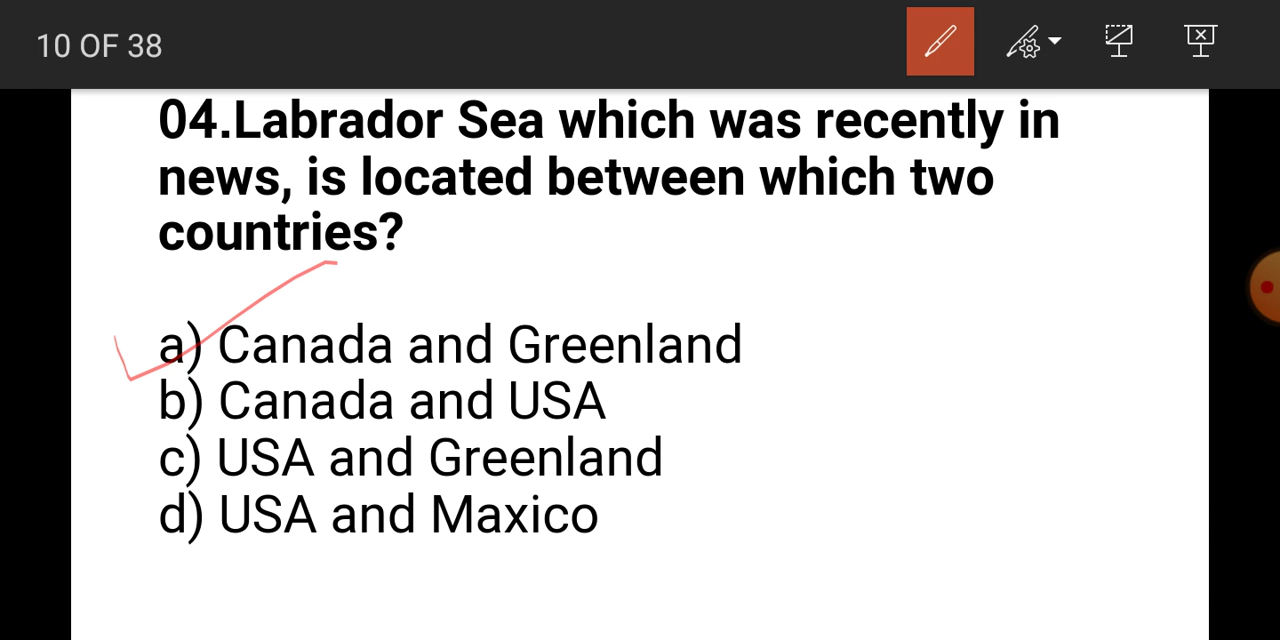 10 OF 38
04.Labrador Sea which was recently in
news, is located between which two
countries?
a) Canada and Greenland
b) Canada and USA
c) USA and Greenland
d) USA and Maxico